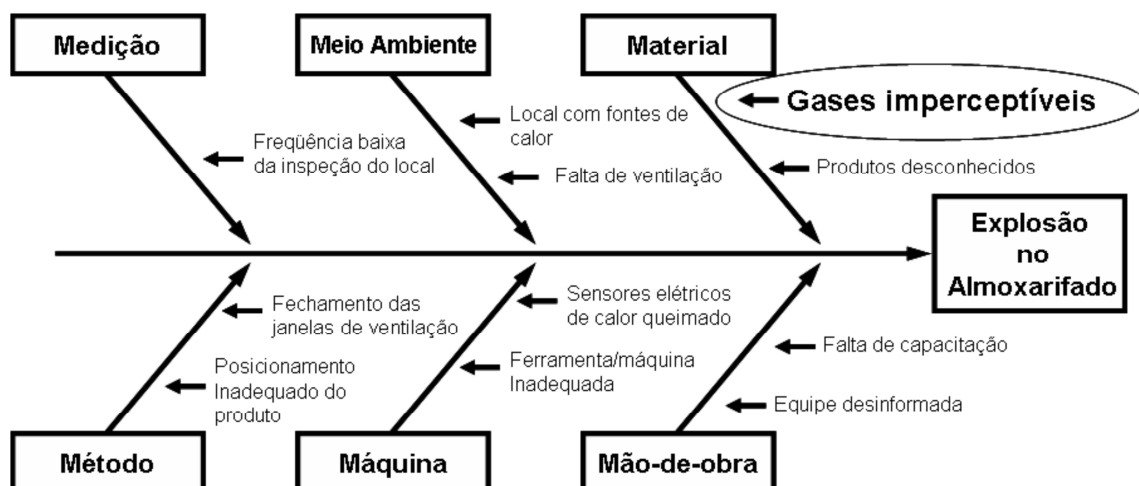 Medição
Meio Ambiente
Material
Gases imperceptíveis
Local com fontes de
calor
Freqüência baixa
da inspeção do local
Falta de ventilação
Produtos desconhecidos
Explosão
no
Almoxarifado
Fechamento das
janelas de ventilação
Sensores elétricos
de calor queimado
Posicionamento
Inadequado do
produto
Ferramenta/máquina
Inadequada
Falta de capacitação
Equipe desinformada
Método
Máquina
Mão-de-obra